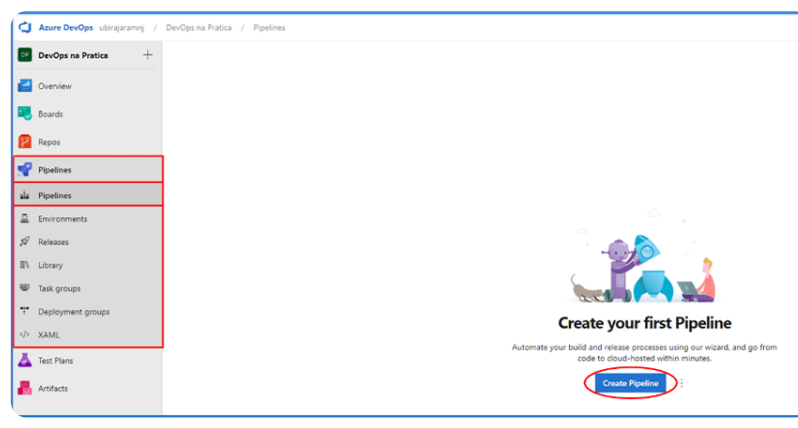 Azure DevOps ubirajaramnj / DevOps na Pratica / Pipelines
DP DevOps na Pratica +
Overview
Boards
Repos
Pipelines
Pipelines
Environments
Releases
Library
Task groups
Deployment groups
XAML
Test Plans
Artifacts
Create your first Pipeline
Automate your build and release processes using our wizard, and go from
code to cloud-hosted within minutes.
Create Pipeline